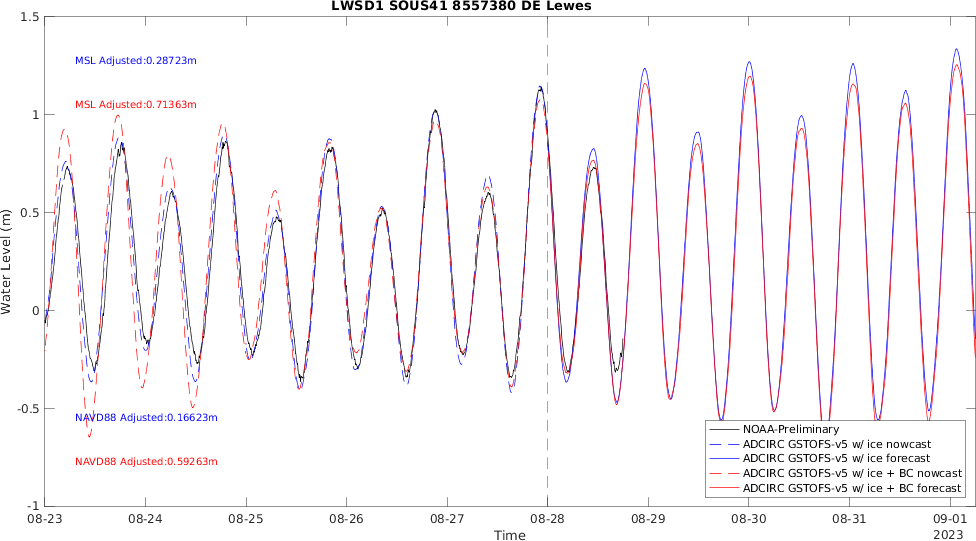 LWSD1 SOUS41 8557380 DE Lewes
1.5
1
0.5
0
-0.5
-1
Water Level (m)
MSL Adjusted:0.28723m
MSL Adjusted:0.71363m
NAVD88 Adjusted:0.16623m
NAVD88 Adjusted:0.59263m
NOAA-Preliminary
ADCIRC GSTOFS-v5 w/ ice nowcast
ADCIRC GSTOFS-v5 w/ ice forecast
ADCIRC GSTOFS-v5 w/ ice + BC nowcast
ADCIRC GSTOFS-v5 w/ ice + BC forecast
08-23 08-24 08-25 08-26 08-27 08-28 08-29 08-30 08-31 09-01
Time
2023